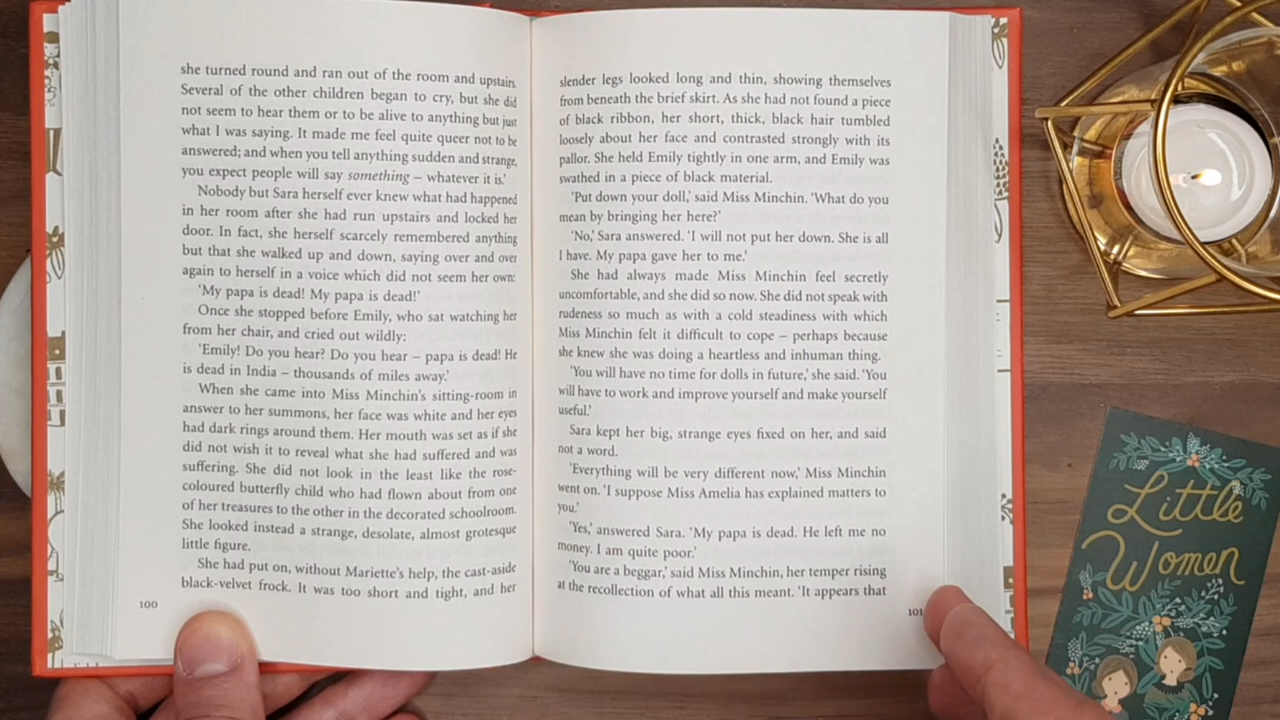 she turned round and ran out of the room and upstairs.
Several of the other children began to cry, but she did
not seem to hear them or to be alive to anything but just
what I was saying. It made me feel quite queer not to be
answered; and when you tell anything sudden and strange,
you expect people will say something – whatever it is.’
Nobody but Sara herself ever knew what had happened
in her room after she had run upstairs and locked her
door. In fact, she herself scarcely remembered anything
but that she walked up and down, saying over and over
again to herself in a voice which did not seem her own:
‘My papa is dead! My papa is dead!’
Once she stopped before Emily, who sat watching her
from her chair, and cried out wildly:
‘Emily! Do you hear? Do you hear – papa is dead! He
is dead in India – thousands of miles away.’
When she came into Miss Minchin’s sitting-room in
answer to her summons, her face was white and her eyes
had dark rings around them. Her mouth was set as if she
did not wish it to reveal what she had suffered and was
suffering. She did not look in the least like the rose-
coloured butterfly child who had flown about from one
of her treasures to the other in the decorated schoolroom.
She looked instead a strange, desolate, almost grotesque
little figure.
She had put on, without Mariette’s help, the cast-aside
black-velvet frock. It was too short and tight, and her
100
slender legs looked long and thin, showing themselves
from beneath the brief skirt. As she had not found a piece
of black ribbon, her short, thick, black hair tumbled
loosely about her face and contrasted strongly with its
pallor. She held Emily tightly in one arm, and Emily was
swathed in a piece of black material.
‘Put down your doll,’ said Miss Minchin. ‘What do you
mean by bringing her here?’
‘No,’ Sara answered. ‘I will not put her down. She is all
I have. My papa gave her to me.’
She had always made Miss Minchin feel secretly
uncomfortable, and she did so now. She did not speak with
rudeness so much as with a cold steadiness with which
Miss Minchin felt it difficult to cope – perhaps because
she knew she was doing a heartless and inhuman thing.
‘You will have no time for dolls in future,’ she said. ‘You
will have to work and improve yourself and make yourself
useful.’
Sara kept her big, strange eyes fixed on her, and said
not a word.
‘Everything will be very different now,’ Miss Minchin
went on. ‘I suppose Miss Amelia has explained matters to
you.’
‘Yes,’ answered Sara. ‘My papa is dead. He left me no
money. I am quite poor.’
‘You are a beggar,’ said Miss Minchin, her temper rising
at the recollection of what all this meant. ‘It appears that
101
Little
Women